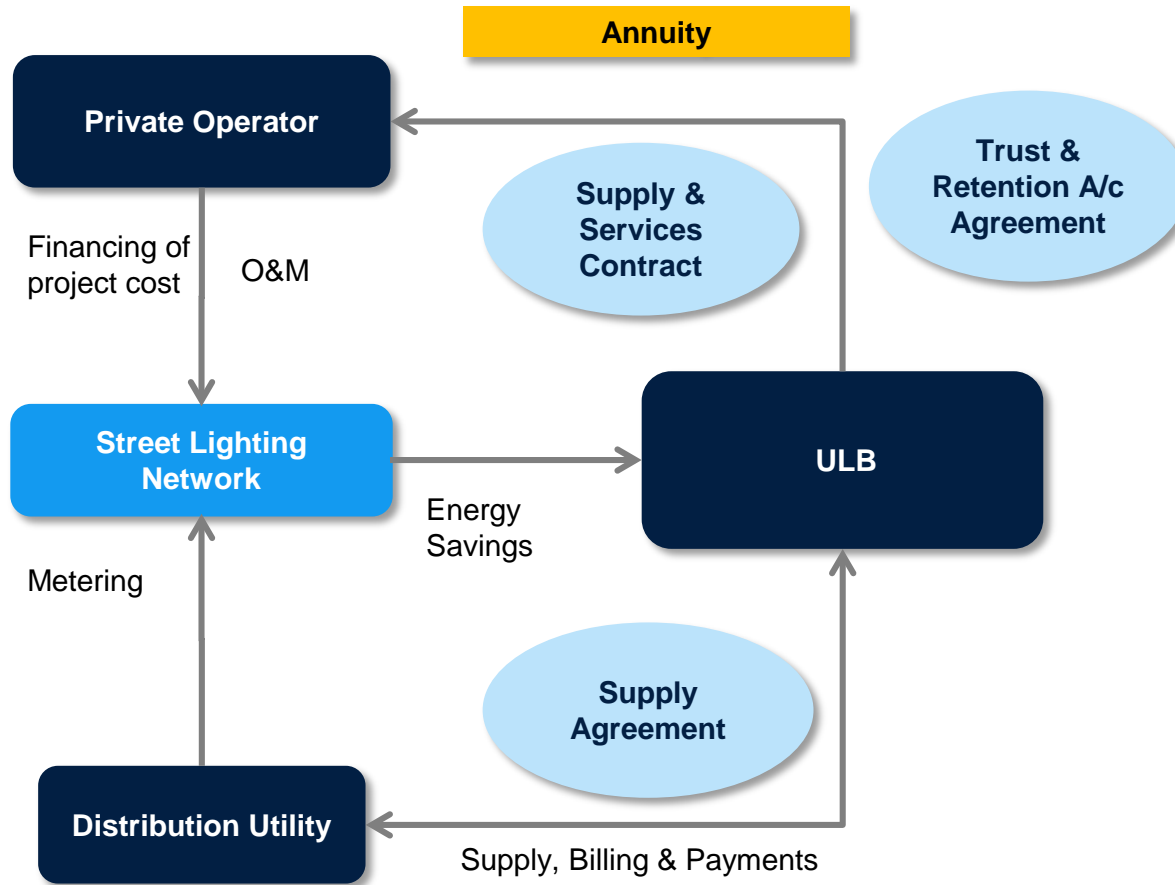 Annuity
Private Operator
Trust &
Retention A/c
Agreement
Supply &
Services
Contract
Financing of
project cost
O&M
Street Lighting
Network
ULB
Energy
Savings
Metering
Supply
Agreement
Distribution Utility
Supply, Billing & Payments